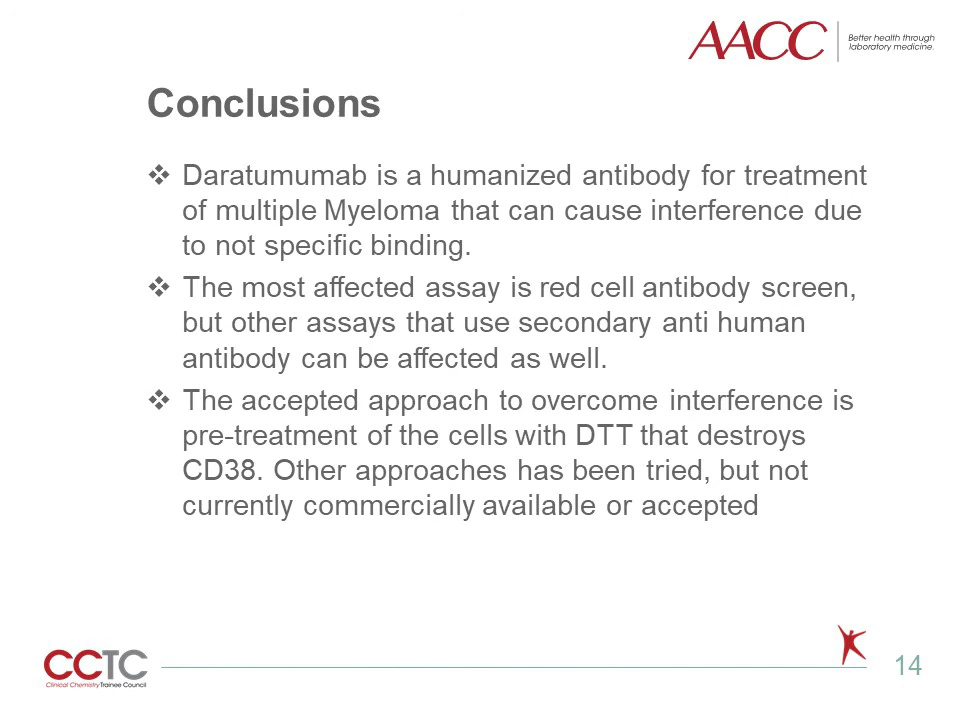 AACC
Better health through
laboratory medicine.
Conclusions
❖ Daratumumab is a humanized antibody for treatment
of multiple Myeloma that can cause interference due
to not specific binding.
❖ The most affected assay is red cell antibody screen,
but other assays that use secondary anti human
antibody can be affected as well.
❖ The accepted approach to overcome interference is
pre-treatment of the cells with DTT that destroys
CD38. Other approaches has been tried, but not
currently commercially available or accepted
CCTC
Clinical Chemistry Trainee Council
14